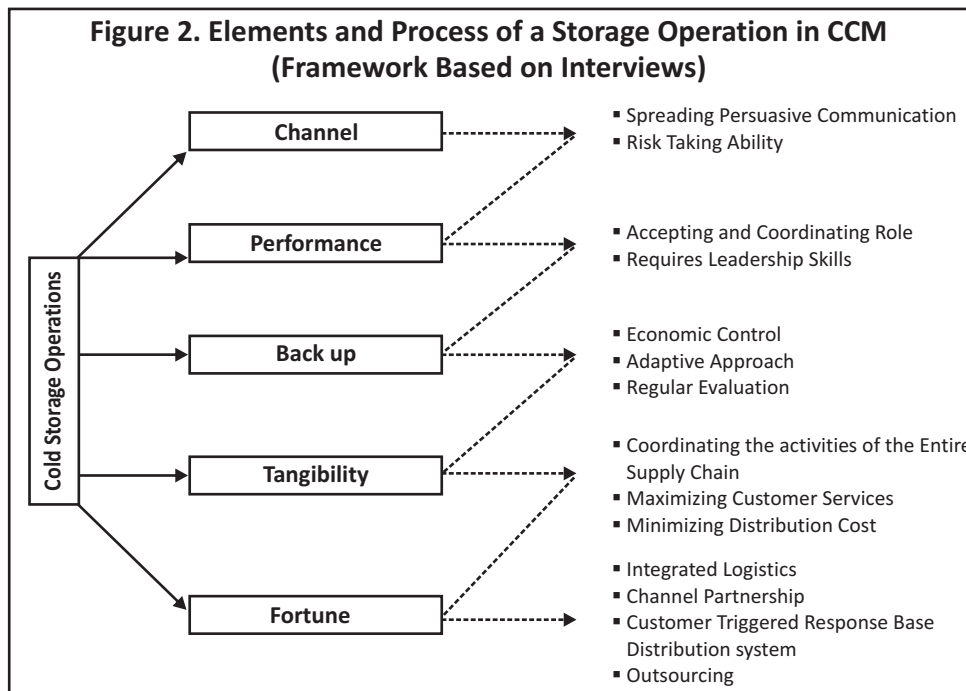 Figure 2. Elements and Process of a Storage Operation in CCM
(Framework Based on Interviews)
Cold Storage Operations
Channel
▪ Spreading Persuasive Communication
▪ Risk Taking Ability
Performance
▪ Accepting and Coordinating Role
▪ Requires Leadership Skills
Back up
▪ Economic Control
▪ Adaptive Approach
▪ Regular Evaluation
Tangibility
▪ Coordinating the activities of the Entire
Supply Chain
▪ Maximizing Customer Services
▪ Minimizing Distribution Cost
Fortune
▪ Integrated Logistics
▪ Channel Partnership
▪ Customer Triggered Response Base
Distribution system
▪ Outsourcing